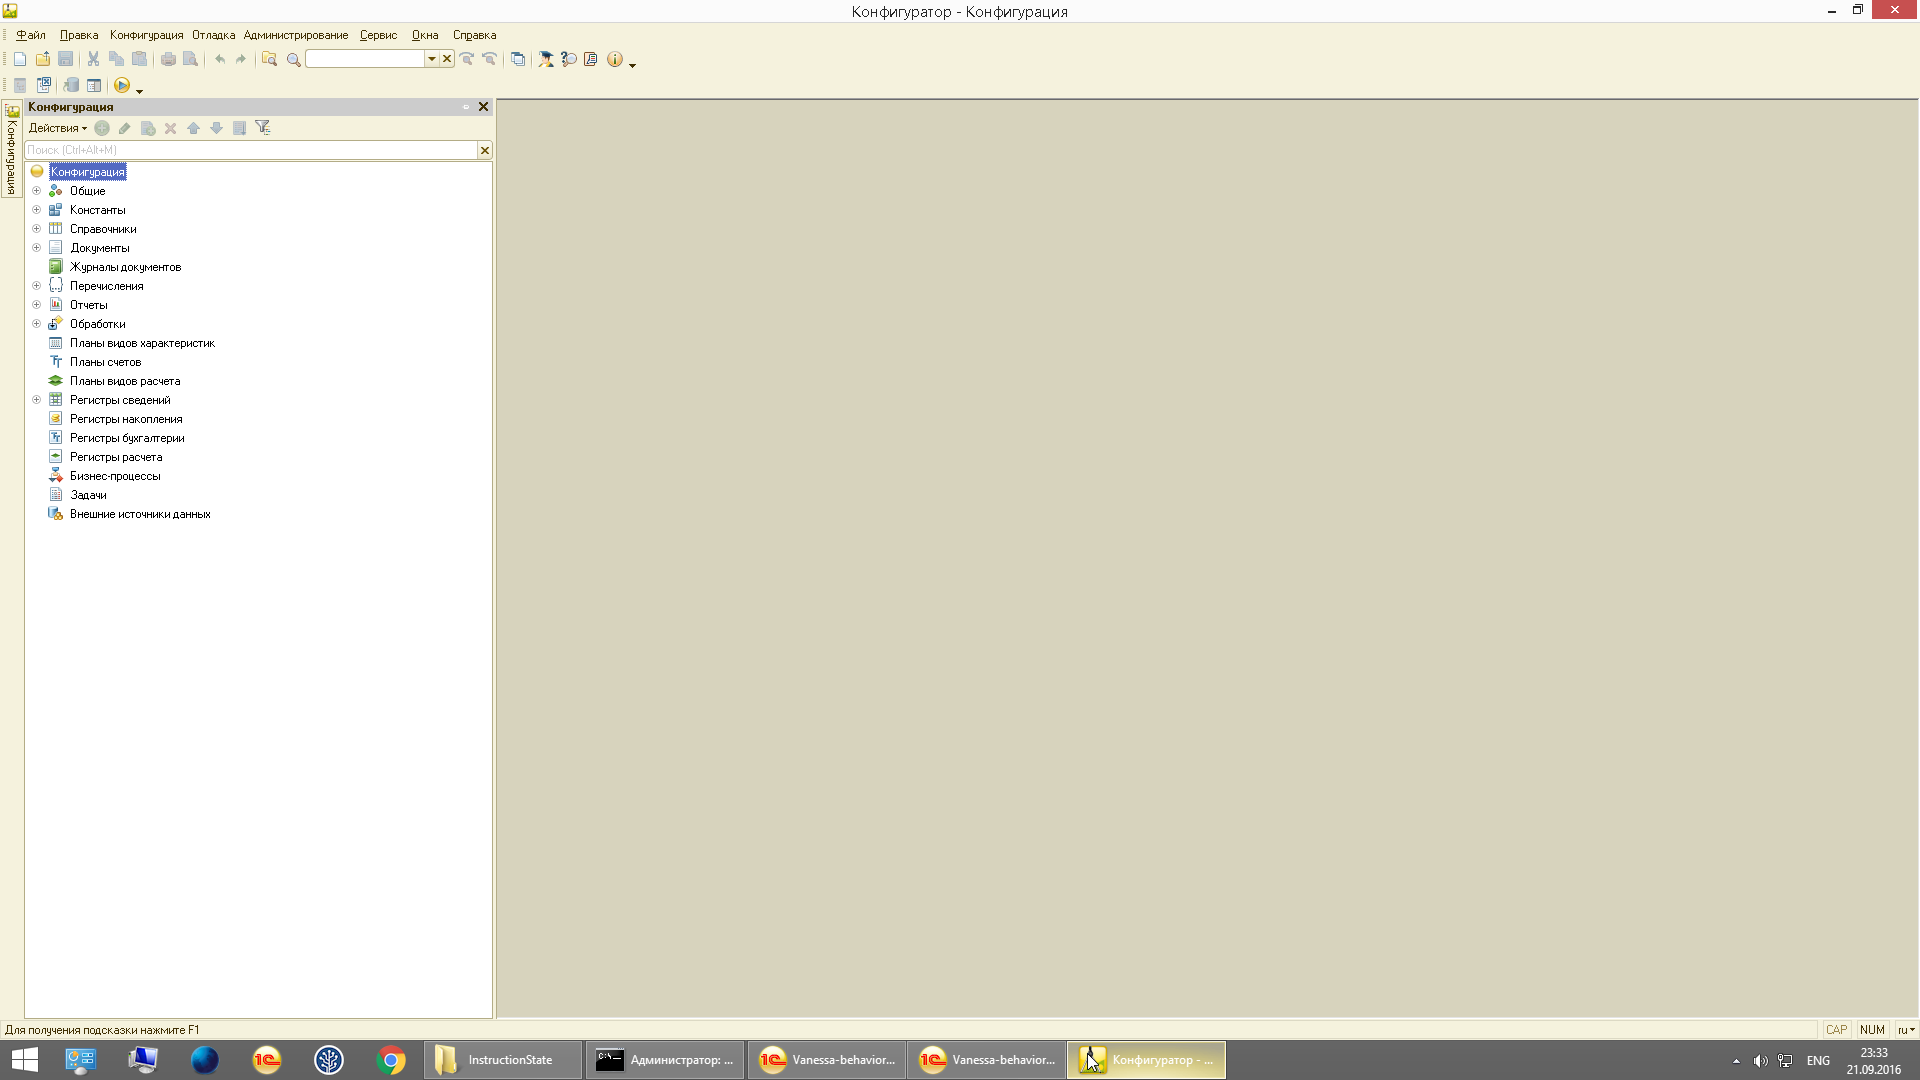 Конфигуратор - Конфигурация
Файл Правка Конфигурация Отладка Администрирование Сервис Окна Справка
Конфигурация
Конфигурация
Действия
Поиск (Ctrl+Alt+M)
Конфигурация
Общие
Константы
Справочники
Документы
Журналы документов
Перечисления
Отчеты
Обработки
Планы видов характеристик
Планы счетов
Планы видов расчета
Регистры сведений
Регистры накопления
Регистры бухгалтерии
Регистры расчета
Бизнес-процессы
Задачи
Внешние источники данных
Для получения подсказки нажмите F1
CAP NUM ru
InstructionState
Администратор: ...
Vanessa-behavior...
Vanessa-behavior...
Конфигуратор - ...
ENG
23:33
21.09.2016